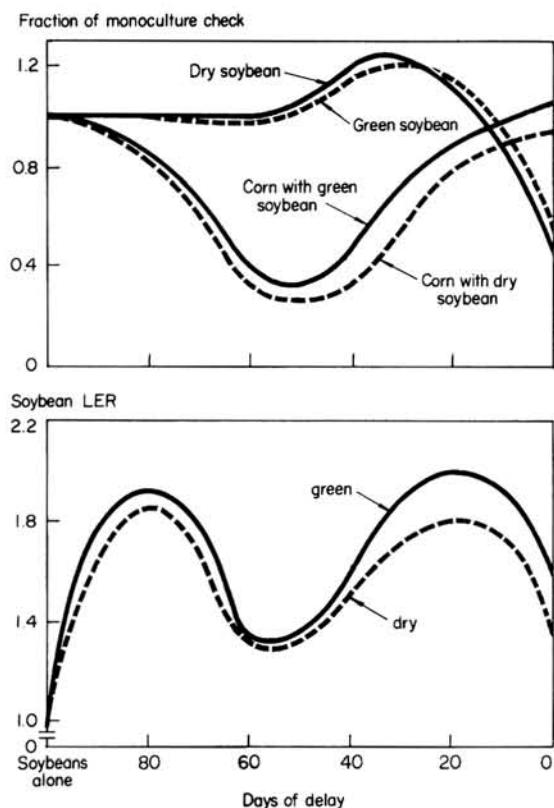 Fraction of monoculture check
1.2
Dry soybean
Green soybean
0.8
Corn with green
soybean
0.4
Corn with dry
soybean
0
Soybean LER
2.2
green
1.8
1.4
dry
1.0
0
Soybeans 80 60 40 20 0
alone
Days of delay